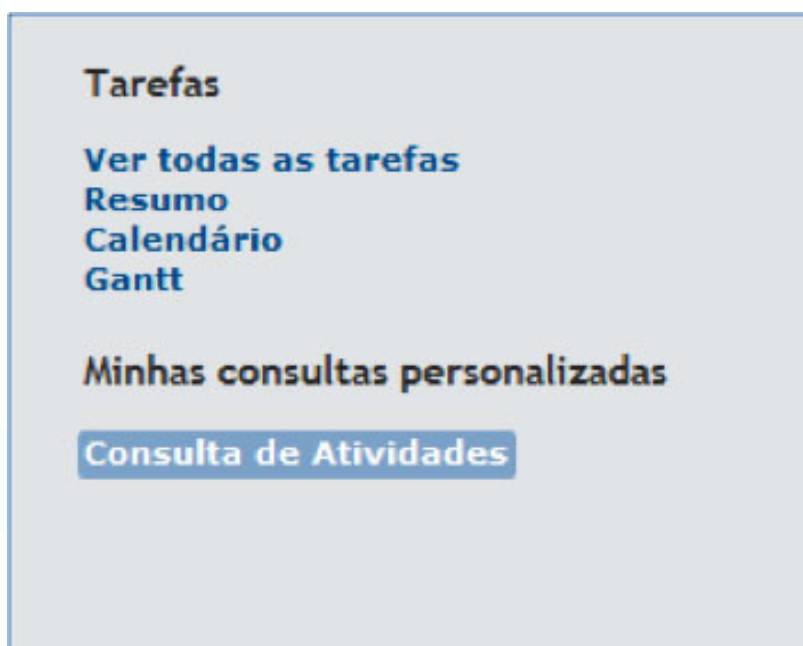 Tarefas
Ver todas as tarefas
Resumo
Calendário
Gantt
Minhas consultas personalizadas
Consulta de Atividades